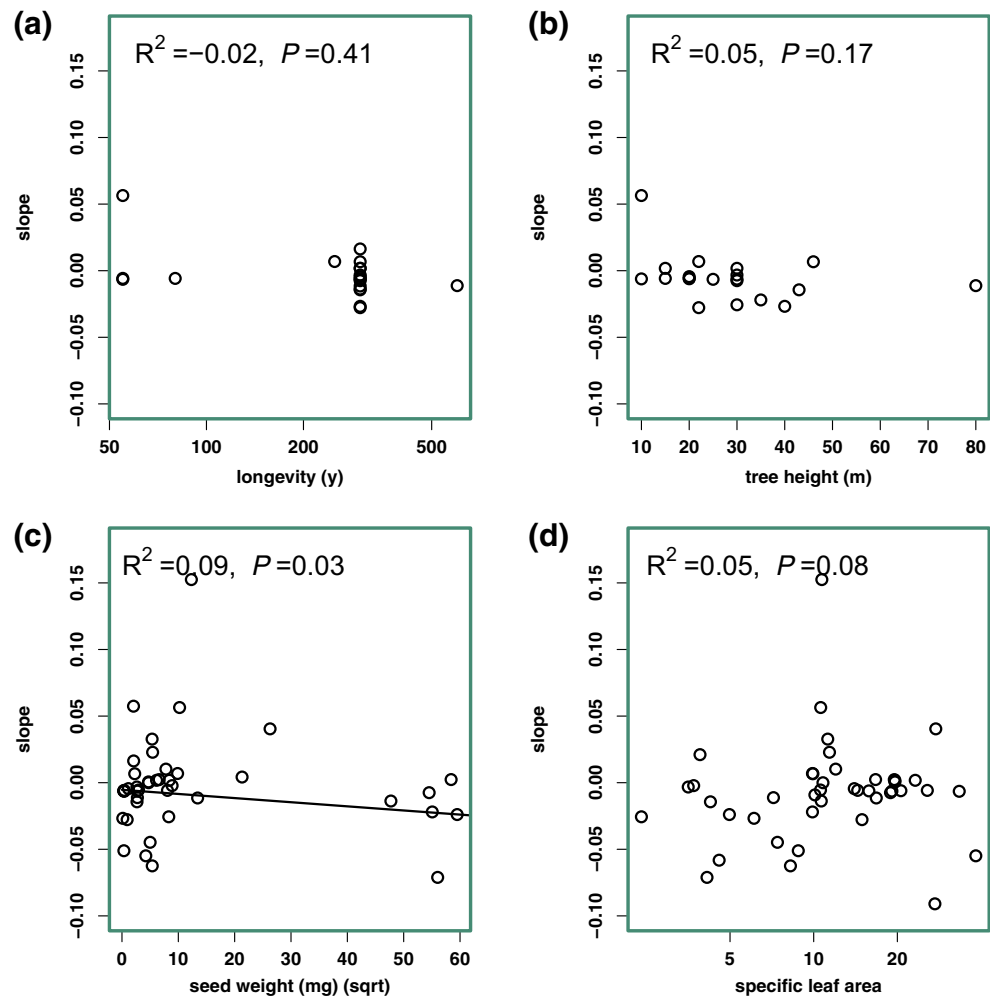 (a)
R2 =−0.02, P =0.41
slope
0.15
0.10
0.05
0.00
−0.05
−0.10
50 100 200 500
longevity (y)
(b)
R2 =0.05, P =0.17
slope
0.15
0.10
0.05
0.00
−0.05
−0.10
10 20 30 40 50 60 70 80
tree height (m)
(c)
R2 =0.09, P =0.03
slope
0.15
0.10
0.05
0.00
−0.05
−0.10
0 10 20 30 40 50 60
seed weight (mg) (sqrt)
(d)
R2 =0.05, P =0.08
slope
0.15
0.10
0.05
0.00
−0.05
−0.10
5 10 20
specific leaf area